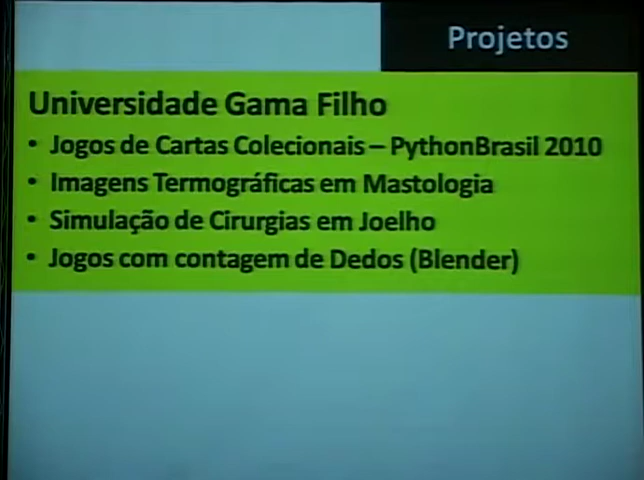 Projetos
Universidade Gama Filho
• Jogos de Cartas Colecionais – PythonBrasil 2010
• Imagens Termográficas em Mastologia
• Simulação de Cirurgias em Joelho
• Jogos com contagem de Dedos (Blender)